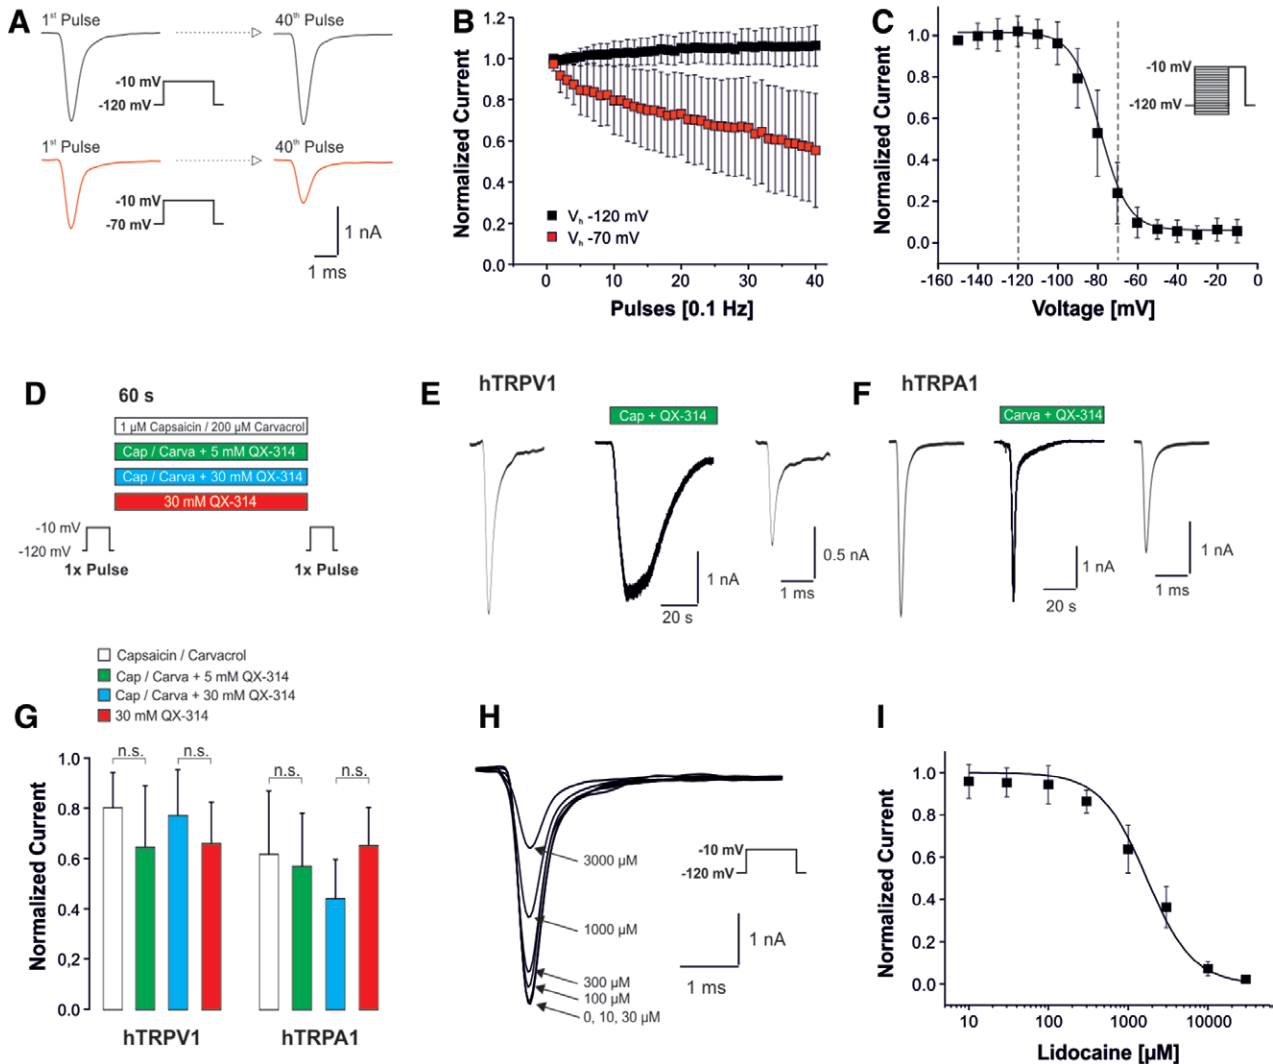 A
1st Pulse
40th Pulse
-10 mV
-120 mV
1st Pulse
40th Pulse
-10 mV
-70 mV
1 nA
1 ms
B
Normalized Current
1.2
1.0
0.8
0.6
0.4
0.2
0.0
Vh -120 mV
Vh -70 mV
0 10 20 30 40
Pulses [0.1 Hz]
C
Normalized Current
1.0
0.8
0.6
0.4
0.2
0.0
-10 mV
-120 mV
-160 -140 -120 -100 -80 -60 -40 -20 0
Voltage [mV]
D
60 s
1 µM Capsaicin / 200 µM Carvacrol
Cap / Carva + 5 mM QX-314
Cap / Carva + 30 mM QX-314
30 mM QX-314
-10 mV
-120 mV
1x Pulse 1x Pulse
E
hTRPV1
Cap + QX-314
1 nA
20 s
0.5 nA
1 ms
F
hTRPA1
Carva + QX-314
1 nA
20 s
1 nA
1 ms
G
Capsaicin / Carvacrol
Cap / Carva + 5 mM QX-314
Cap / Carva + 30 mM QX-314
30 mM QX-314
Normalized Current
1.0
0.8
0.6
0.4
0,2
0.0
n.s. n.s. n.s. n.s.
hTRPV1 hTRPA1
H
3000 µM
1000 µM
300 µM
100 µM
0, 10, 30 µM
-10 mV
-120 mV
1 nA
1 ms
I
Normalized Current
1.0
0.8
0.6
0.4
0.2
0.0
10 100 1000 10000
Lidocaine [µM]